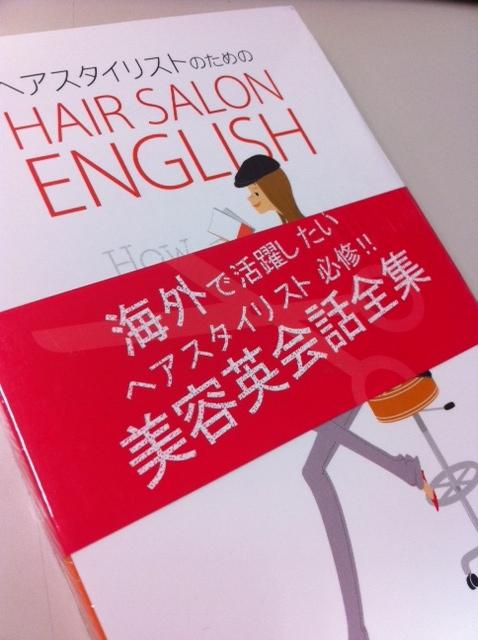 ヘアスタイリストのための
HAIR SALON
ENGLISH
How
海外で活躍したい
ヘアスタイリスト 必修!!
美容英会話全集